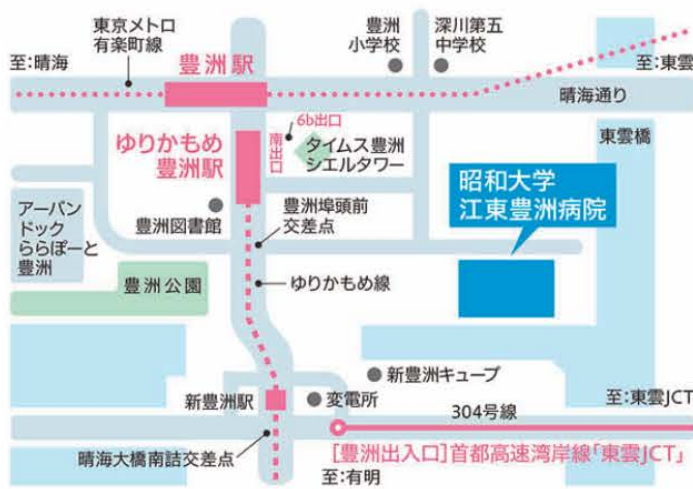 東京メトロ
有楽町線
豊洲
小学校
深川第五
中学校
至:晴海
豊洲駅
至:東雲
晴海通り
6b出口
南出口
タイムス豊洲
シエルタワー
東雲橋
ゆりかもめ
豊洲駅
昭和大学
江東豊洲病院
アーバン
ドック
ららぽーと
豊洲
豊洲図書館
豊洲埠頭前
交差点
豊洲公園
ゆりかもめ線
新豊洲キューブ
新豊洲駅
変電所
304号線
至:東雲JCT
晴海大橋南詰交差点
[豊洲出入口]首都高速湾岸線「東雲JCT」
至:有明